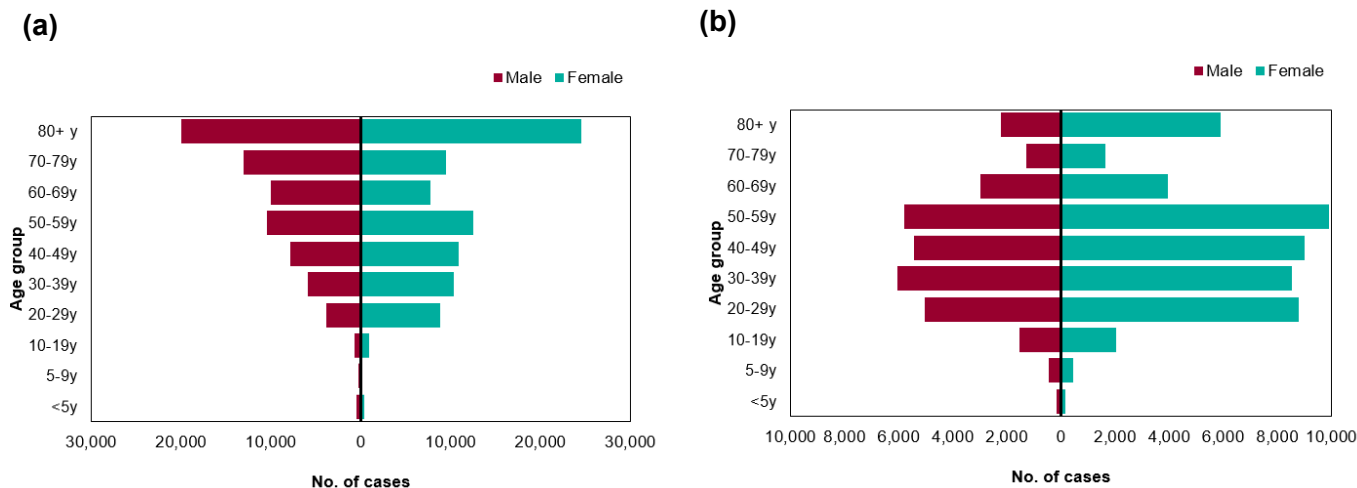 (a)
Male Female
Age group
80+ y
70-79y
60-69y
50-59y
40-49y
30-39y
20-29y
10-19y
5-9y
<5y
30,000 20,000 10,000 0 10,000 20,000 30,000
No. of cases
(b)
Male Female
Age group
80+ y
70-79y
60-69y
50-59y
40-49y
30-39y
20-29y
10-19y
5-9y
<5y
10,000 8,000 6,000 4,000 2,000 0 2,000 4,000 6,000 8,000 10,000
No. of cases